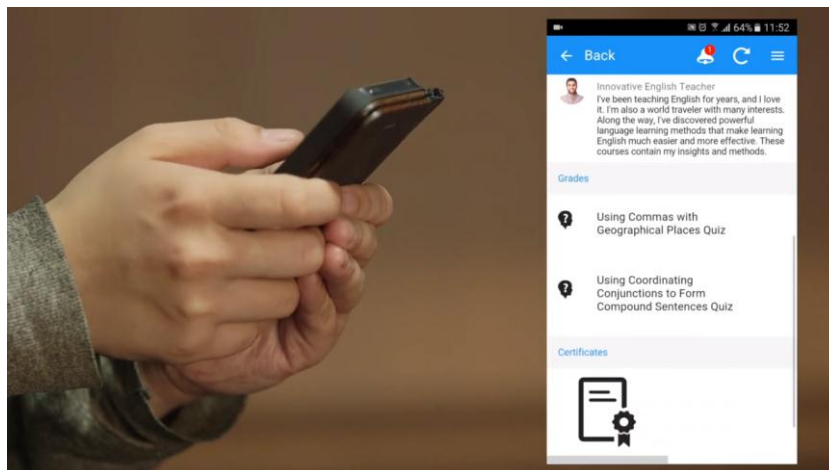 64% 11:52
Back
1
Innovative English Teacher
I've been teaching English for years, and I love
it. I'm also a world traveler with many interests.
Along the way, I've discovered powerful
language learning methods that make learning
English much easier and more effective. These
courses contain my insights and methods.
Grades
?
Using Commas with
Geographical Places Quiz
?
Using Coordinating
Conjunctions to Form
Compound Sentences Quiz
Certificates